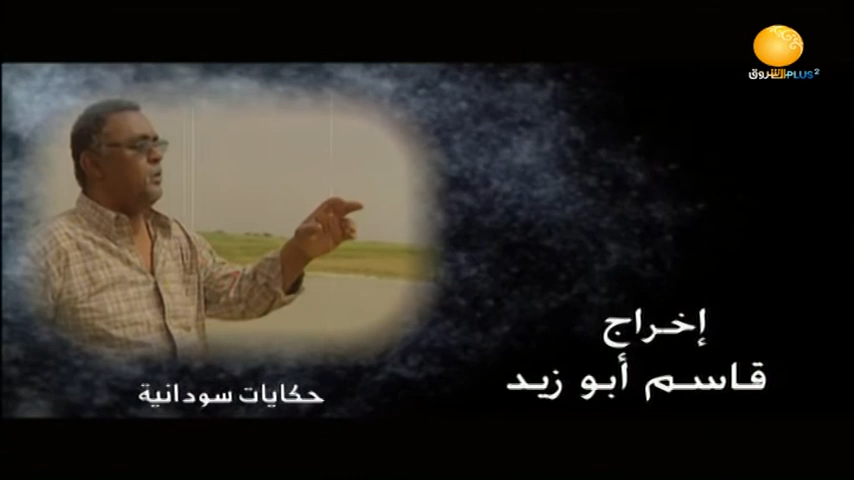 الشروق PLUS²
إخراج
قاسم أبو زيد
حكايات سودانية